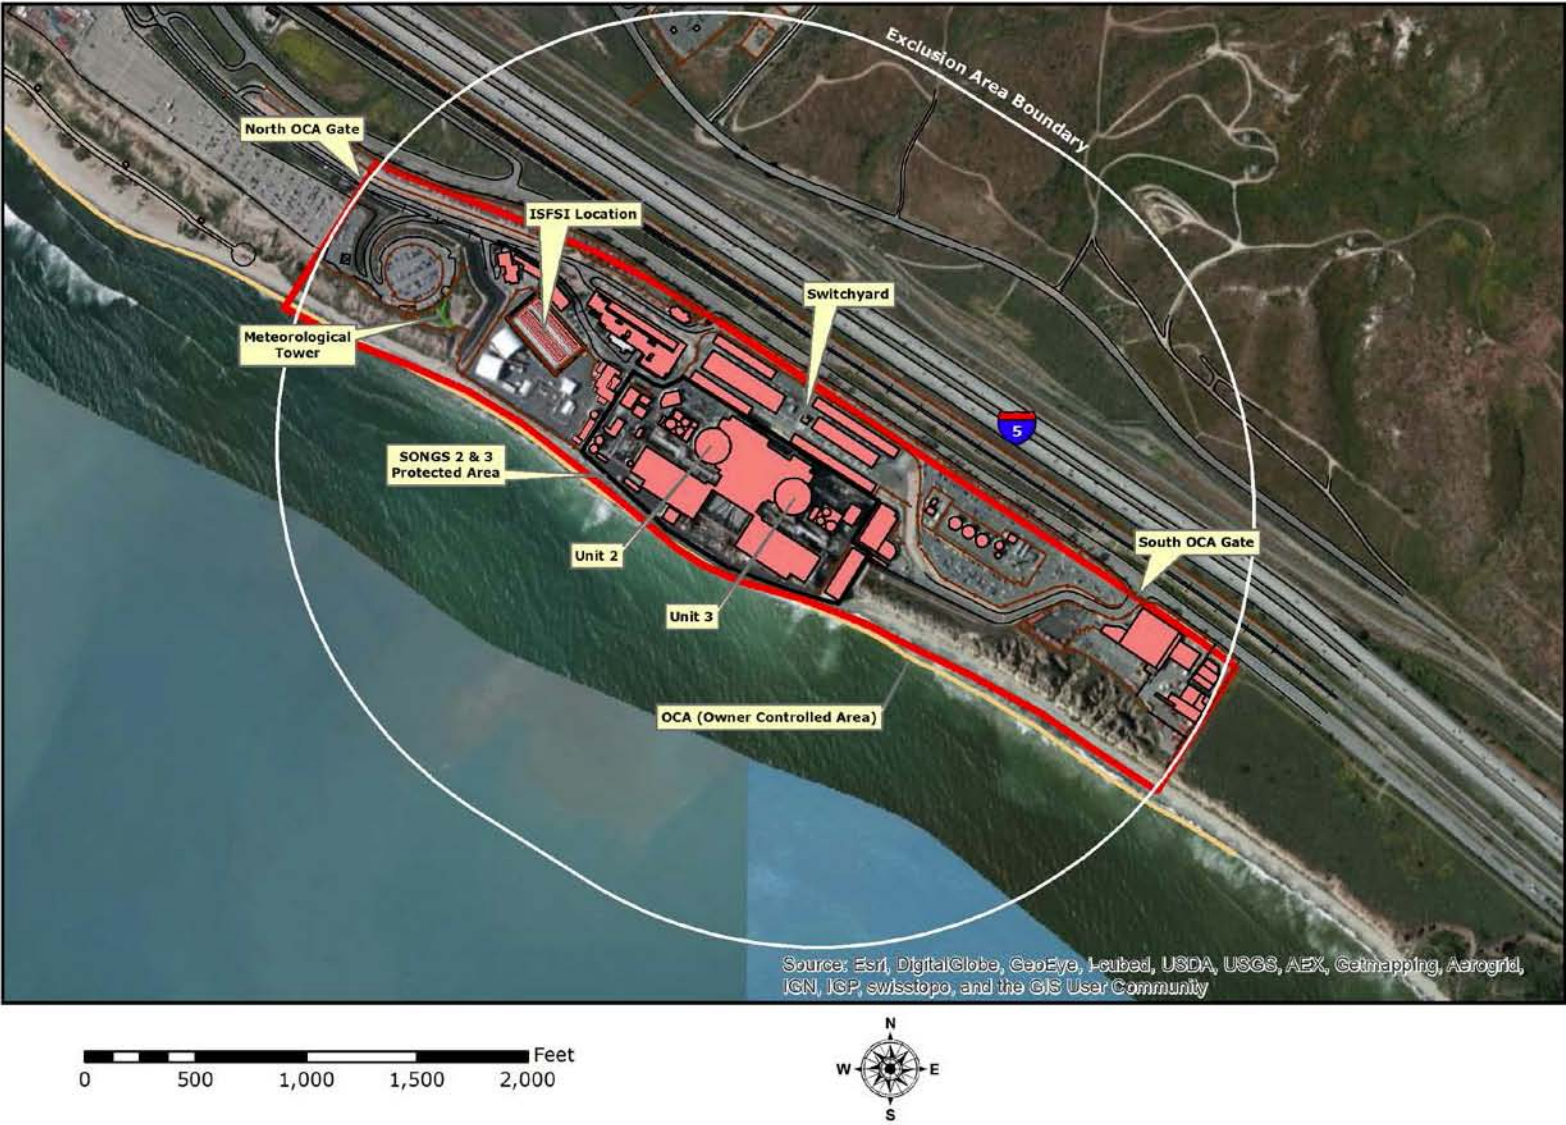 Exclusion Area Boundary
North OCA Gate
ISFSI Location
Switchyard
Meteorological
Tower
5
SONGS 2 & 3
Protected Area
South OCA Gate
Unit 2
Unit 3
OCA (Owner Controlled Area)
Source: Esri, DigitalGlobe, GeoEye, i-cubed, USDA, USGS, AEX, Getmapping, Aerogrid,
IGN, IGP, swisstopo, and the GIS User Community
Feet
0 500 1,000 1,500 2,000
N
W E
S